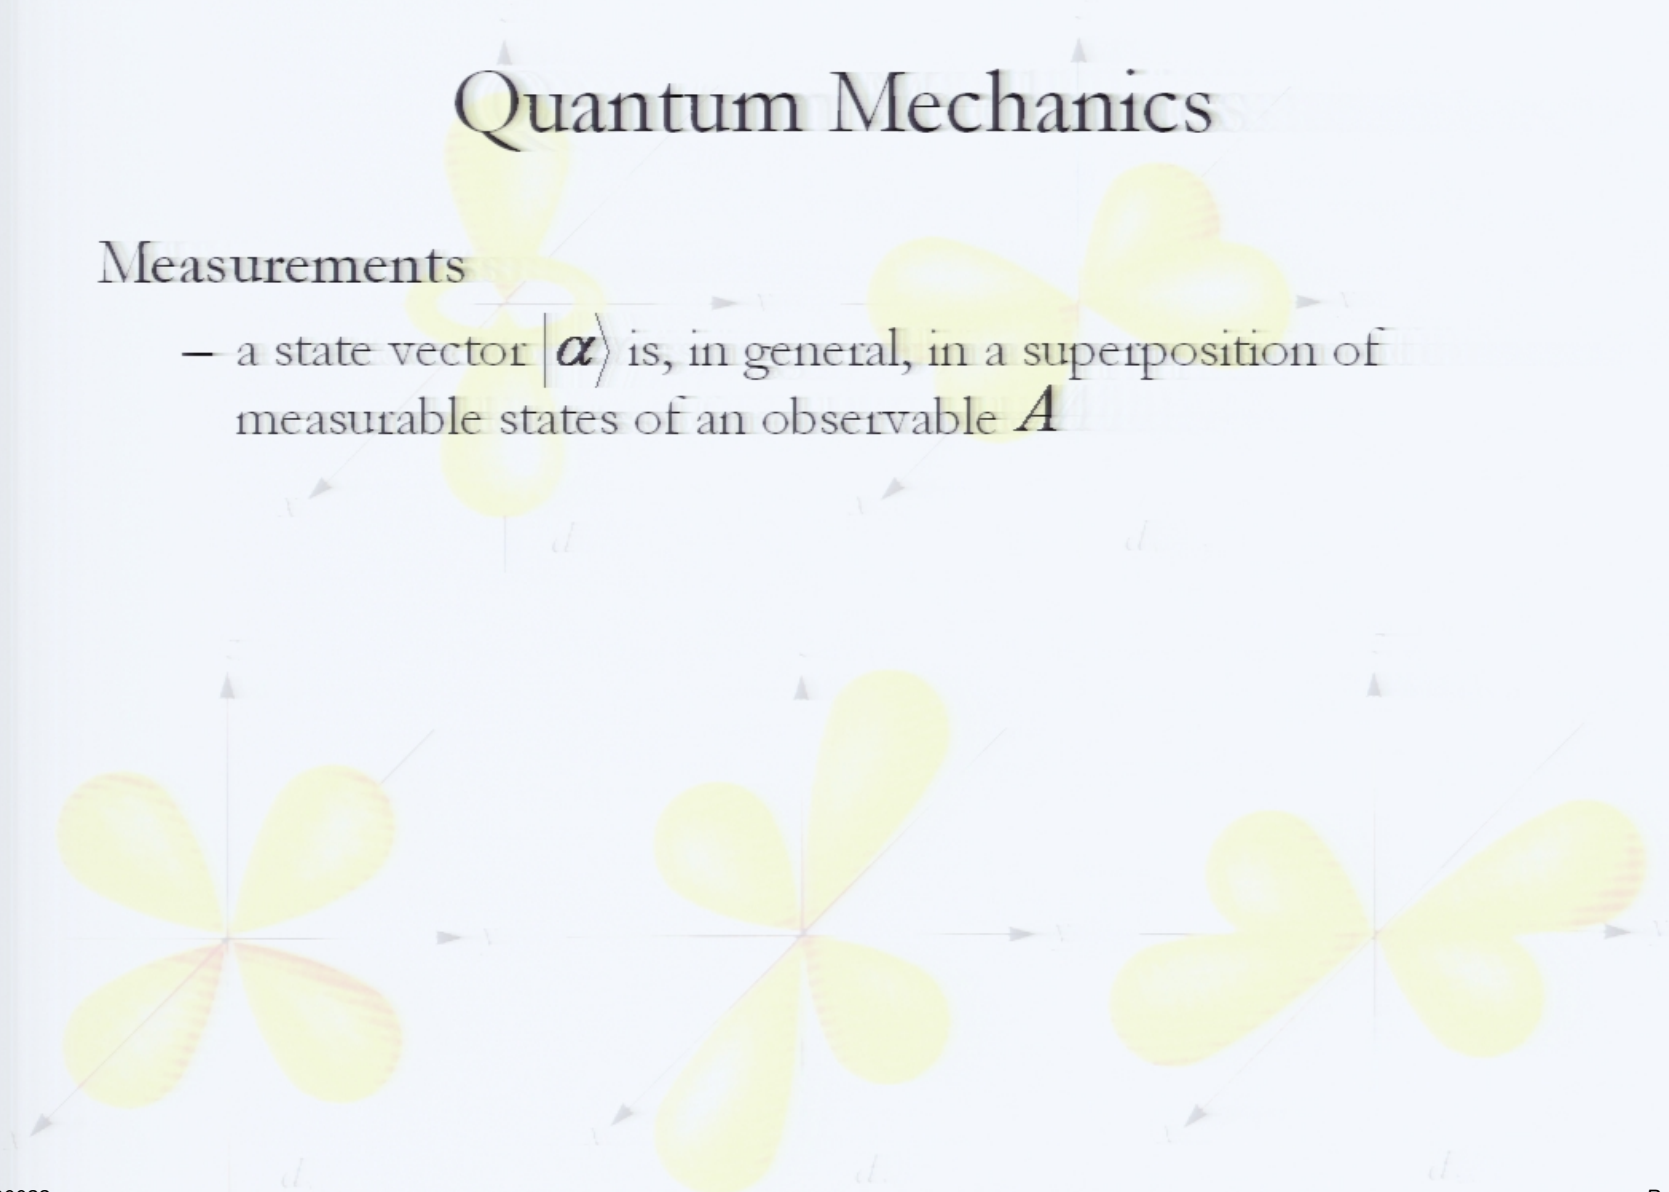 Quantum Mechanics
Measurements
– a state vector |α⟩ is, in general, in a superposition of
measurable states of an observable A
d
d
d
d
d